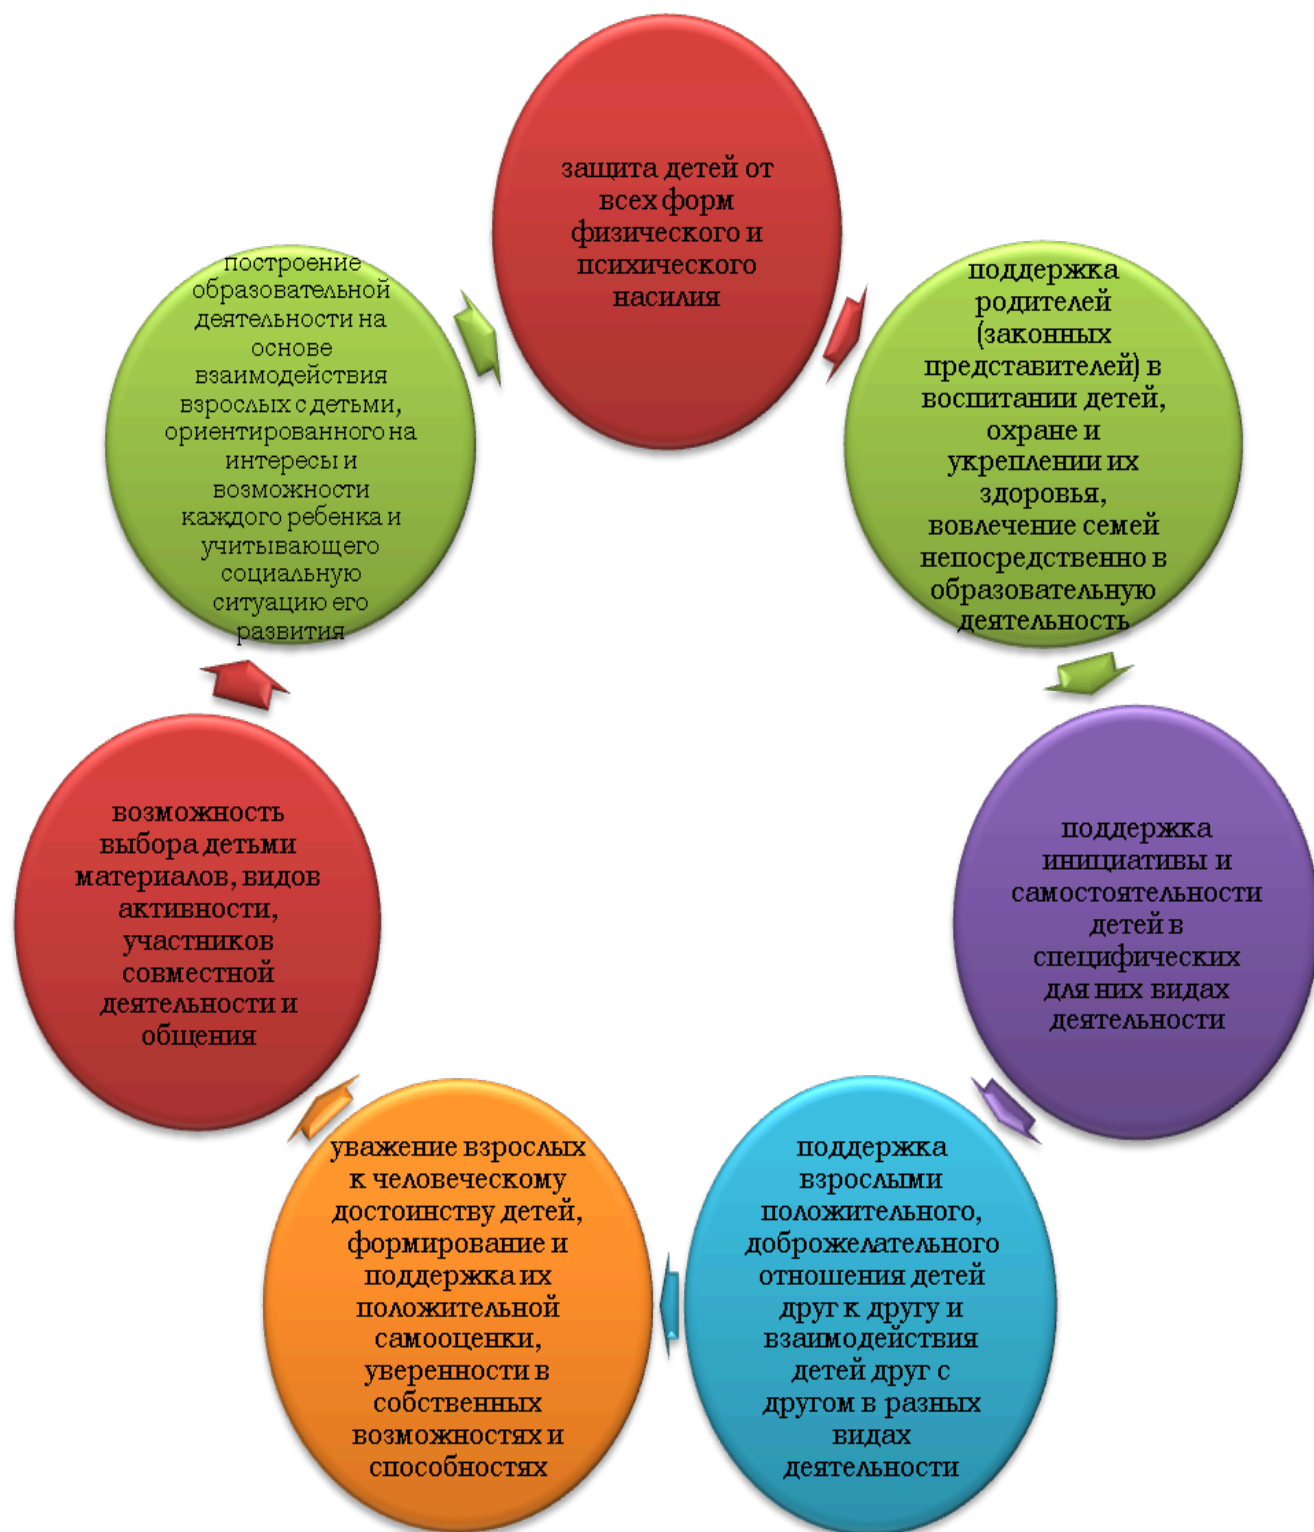 защита детей от
всех форм
физического и
психического
насилия
поддержка
родителей
(законных
представителей) в
воспитании детей,
охране и
укреплении их
здоровья,
вовлечение семей
непосредственно в
образовательную
деятельность
поддержка
инициативы и
самостоятельности
детей в
специфических
для них видах
деятельности
поддержка
взрослыми
положительного,
доброжелательного
отношения детей
друг к другу и
взаимодействия
детей друг с
другом в разных
видах
деятельности
уважение взрослых
к человеческому
достоинству детей,
формирование и
поддержка их
положительной
самооценки,
уверенности в
собственных
возможностях и
способностях
возможность
выбора детьми
материалов, видов
активности,
участников
совместной
деятельности и
общения
построение
образовательной
деятельности на
основе
взаимодействия
взрослых с детьми,
ориентированного на
интересы и
возможности
каждого ребенка и
учитывающего
социальную
ситуацию его
развития